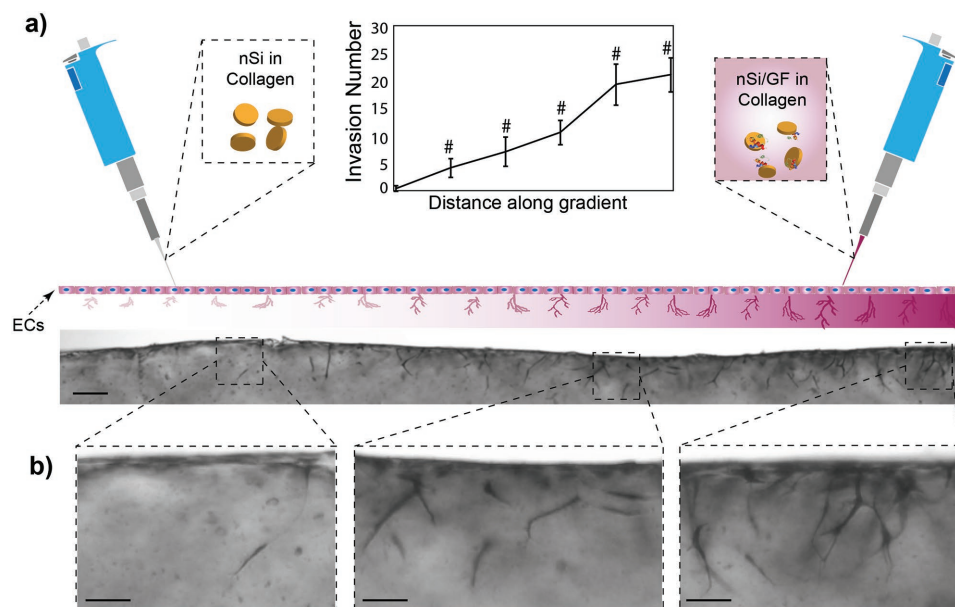 a)
nSi in
Collagen
Invasion Number
30
25
20
15
10
5
0
#
#
#
#
#
Distance along gradient
nSi/GF in
Collagen
ECs
b)